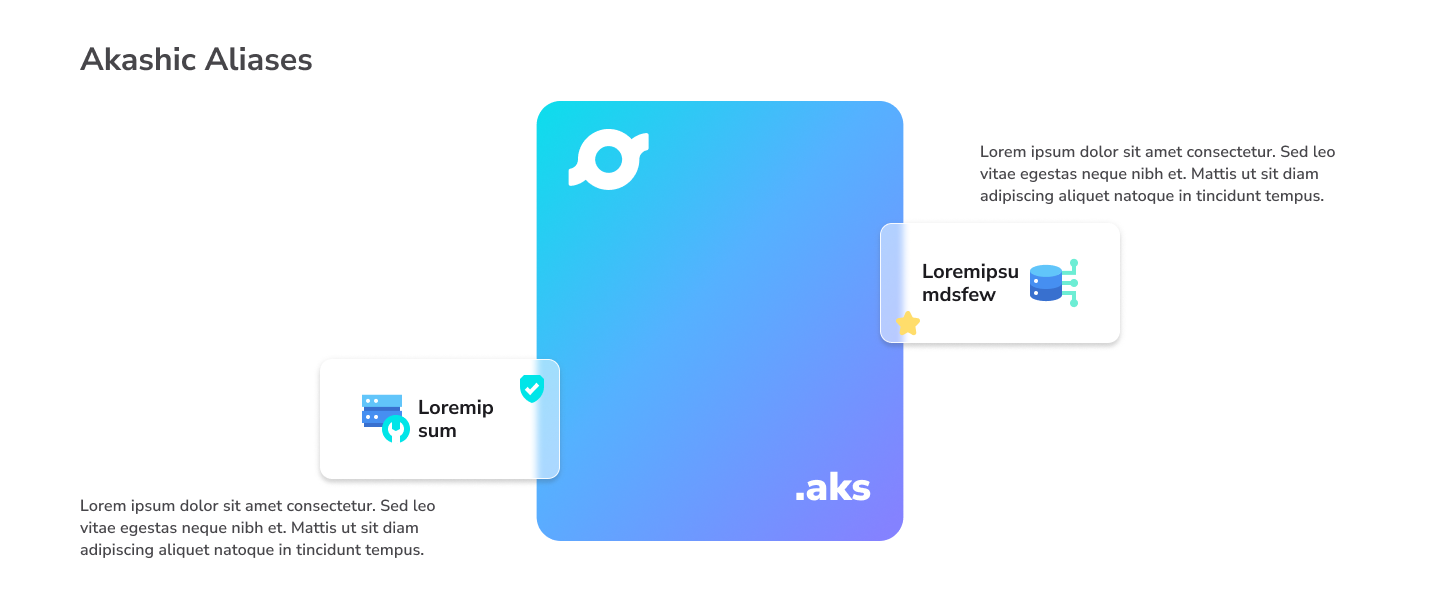 Akashic Aliases
Lorem ipsum dolor sit amet consectetur. Sed leo
vitae egestas neque nibh et. Mattis ut sit diam
adipiscing aliquet natoque in tincidunt tempus.
Loremipsu
mdsfew
Loremip
sum
.aks
Lorem ipsum dolor sit amet consectetur. Sed leo
vitae egestas neque nibh et. Mattis ut sit diam
adipiscing aliquet natoque in tincidunt tempus.